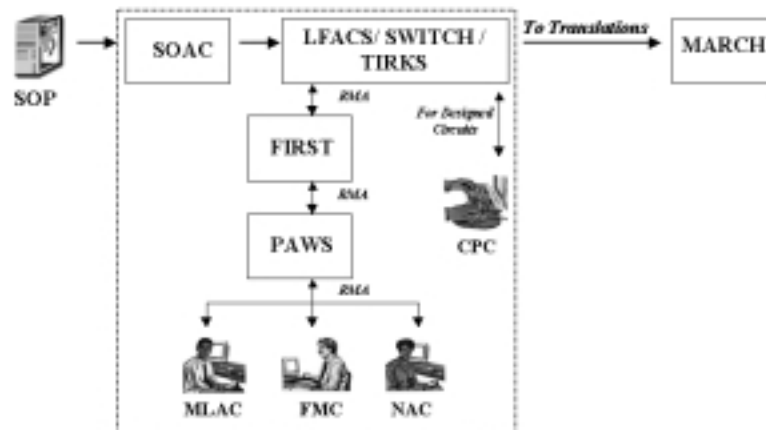 SOP
SOAC
LFACS/ SWITCH /
TIRKS
To Translations
MARCH
RMA
For Designed
Circuits
FIRST
RMA
CPC
PAWS
RMA
MLAC
FMC
NAC